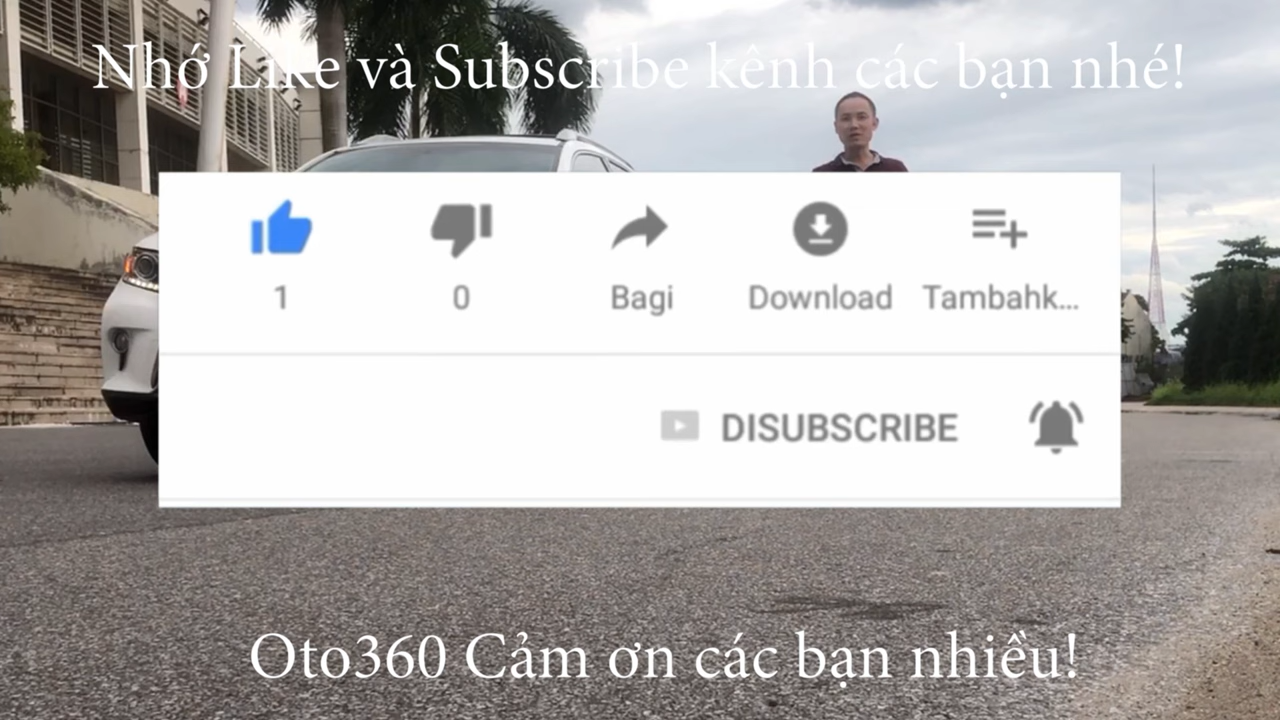 Nhớ Like và Subscribe kênh các bạn nhé!
1 0 Bagi Download Tambahk...
DISUBSCRIBE
Oto360 Cảm ơn các bạn nhiều!